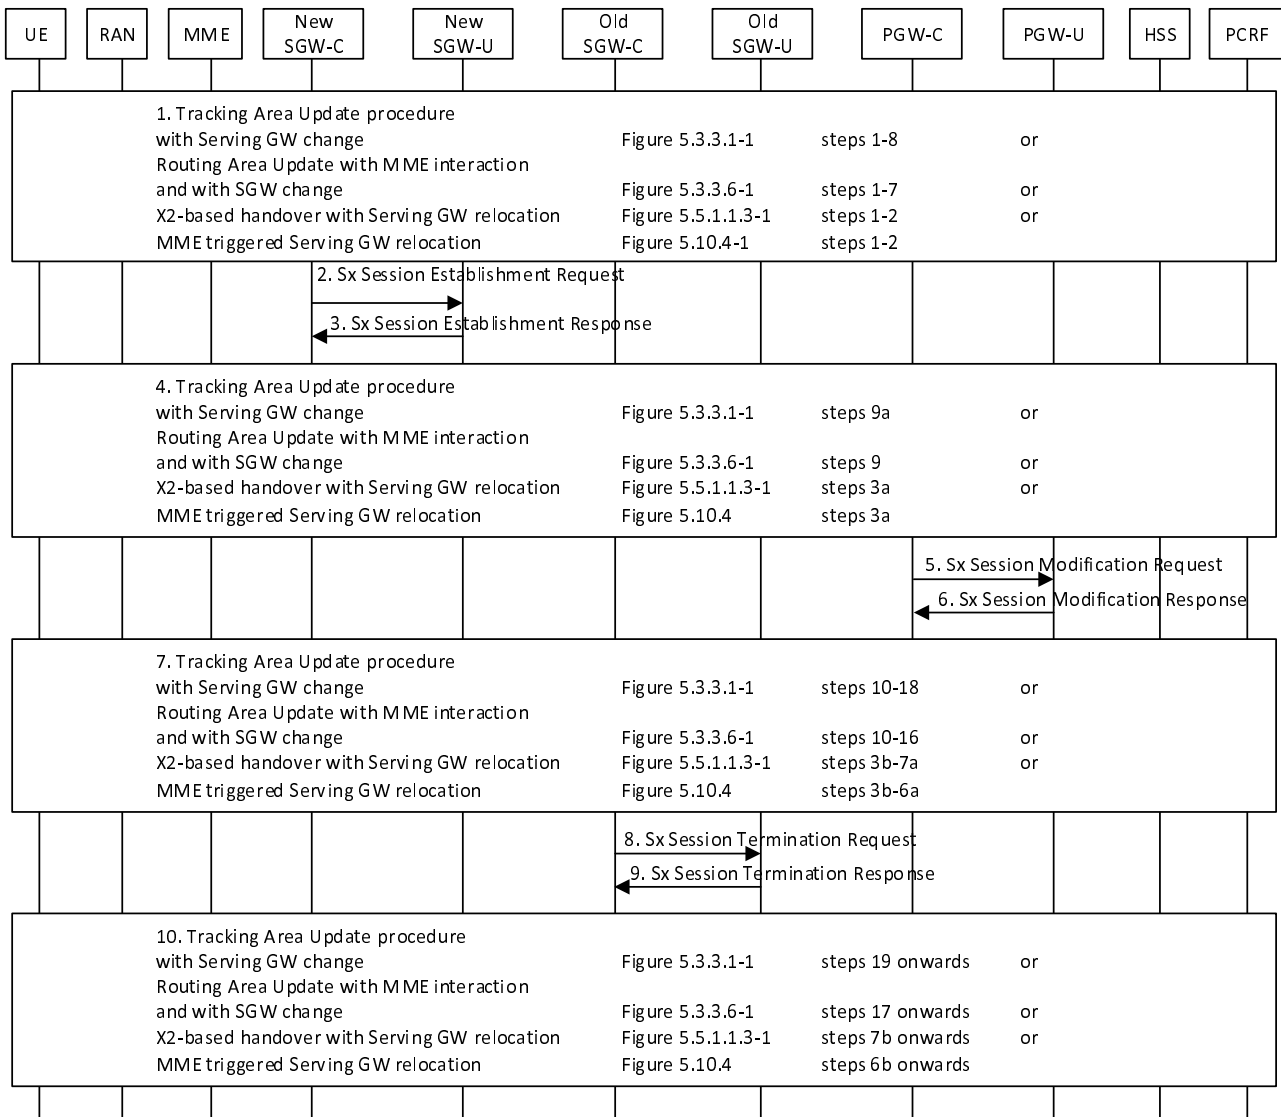 UE RAN MME New SGW-C New SGW-U Old SGW-C Old SGW-U PGW-C PGW-U HSS PCRF
1. Tracking Area Update procedure
with Serving GW change Figure 5.3.3.1-1 steps 1-8 or
Routing Area Update with MME interaction
and with SGW change Figure 5.3.3.6-1 steps 1-7 or
X2-based handover with Serving GW relocation Figure 5.5.1.1.3-1 steps 1-2 or
MME triggered Serving GW relocation Figure 5.10.4-1 steps 1-2
2. Sx Session Establishment Request
3. Sx Session Establishment Response
4. Tracking Area Update procedure
with Serving GW change Figure 5.3.3.1-1 steps 9a or
Routing Area Update with MME interaction
and with SGW change Figure 5.3.3.6-1 steps 9 or
X2-based handover with Serving GW relocation Figure 5.5.1.1.3-1 steps 3a or
MME triggered Serving GW relocation Figure 5.10.4 steps 3a
5. Sx Session Modification Request
6. Sx Session Modification Response
7. Tracking Area Update procedure
with Serving GW change Figure 5.3.3.1-1 steps 10-18 or
Routing Area Update with MME interaction
and with SGW change Figure 5.3.3.6-1 steps 10-16 or
X2-based handover with Serving GW relocation Figure 5.5.1.1.3-1 steps 3b-7a or
MME triggered Serving GW relocation Figure 5.10.4 steps 3b-6a
8. Sx Session Termination Request
9. Sx Session Termination Response
10. Tracking Area Update procedure
with Serving GW change Figure 5.3.3.1-1 steps 19 onwards or
Routing Area Update with MME interaction
and with SGW change Figure 5.3.3.6-1 steps 17 onwards or
X2-based handover with Serving GW relocation Figure 5.5.1.1.3-1 steps 7b onwards or
MME triggered Serving GW relocation Figure 5.10.4 steps 6b onwards